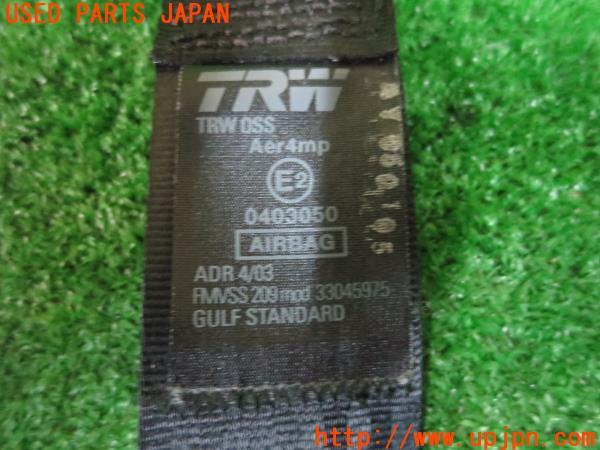 USED PARTS JAPAN
TRW
TRW OSS
Aer4mp
E2
0403050
AIRBAG
ADR 4/03
FMVSS 209 mod 33045975
GULF STANDARD
http://www.upjpn.com/